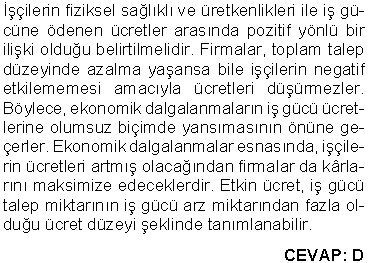 İşçilerin fiziksel sağlıklı ve üretkenlikleri ile iş gü-
cüne ödenen ücretler arasında pozitif yönlü bir
ilişki olduğu belirtilmelidir. Firmalar, toplam talep
düzeyinde azalma yaşansa bile işçilerin negatif
etkilememesi amacıyla ücretleri düşürmezler.
Böylece, ekonomik dalgalanmaların iş gücü ücret-
lerine olumsuz biçimde yansımasının önüne ge-
çerler. Ekonomik dalgalanmalar esnasında, işçile-
rin ücretleri artmış olacağından firmalar da kârla-
rını maksimize edeceklerdir. Etkin ücret, iş gücü
talep miktarının iş gücü arz miktarından fazla ol-
duğu ücret düzeyi şeklinde tanımlanabilir.
CEVAP: D